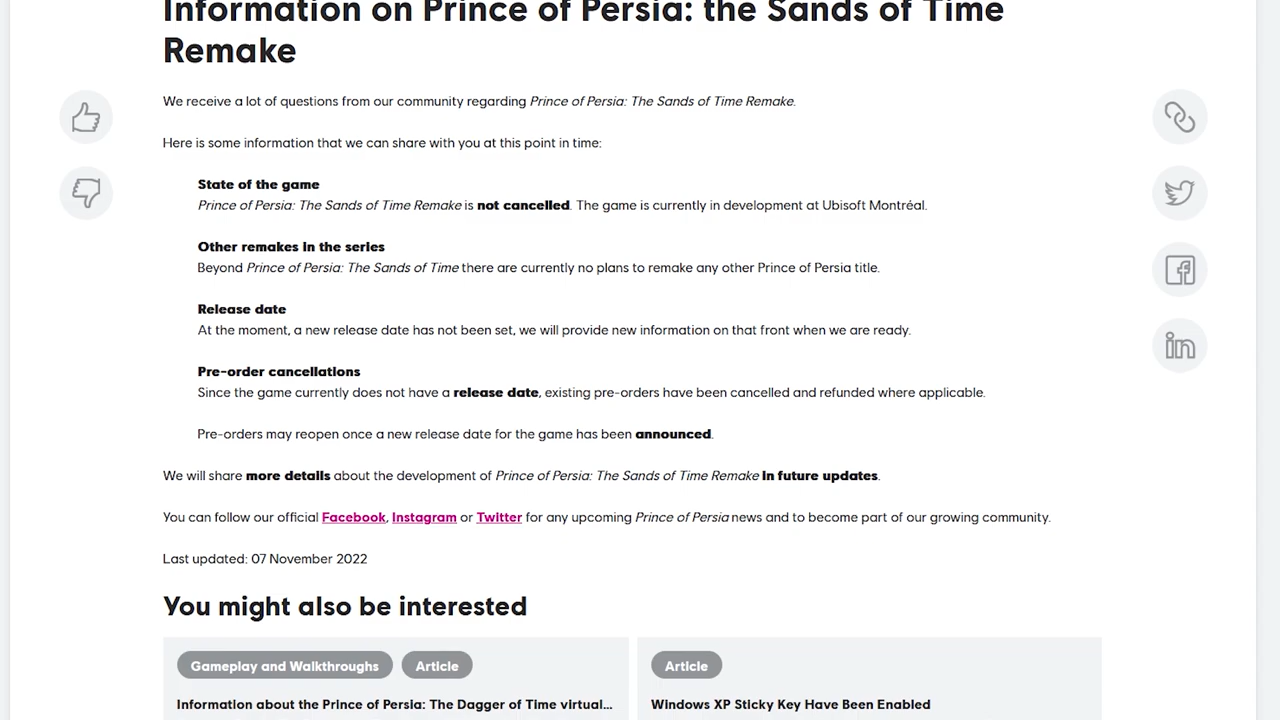 Information on Prince of Persia: the Sands of Time
Remake
We receive a lot of questions from our community regarding Prince of Persia: The Sands of Time Remake.
Here is some information that we can share with you at this point in time:
State of the game
Prince of Persia: The Sands of Time Remake is not cancelled. The game is currently in development at Ubisoft Montréal.
Other remakes in the series
Beyond Prince of Persia: The Sands of Time there are currently no plans to remake any other Prince of Persia title.
Release date
At the moment, a new release date has not been set, we will provide new information on that front when we are ready.
Pre-order cancellations
Since the game currently does not have a release date, existing pre-orders have been cancelled and refunded where applicable.
Pre-orders may reopen once a new release date for the game has been announced.
We will share more details about the development of Prince of Persia: The Sands of Time Remake in future updates.
You can follow our official Facebook, Instagram or Twitter for any upcoming Prince of Persia news and to become part of our growing community.
Last updated: 07 November 2022
You might also be interested
Gameplay and Walkthroughs Article Article
Information about the Prince of Persia: The Dagger of Time virtual... Windows XP Sticky Key Have Been Enabled